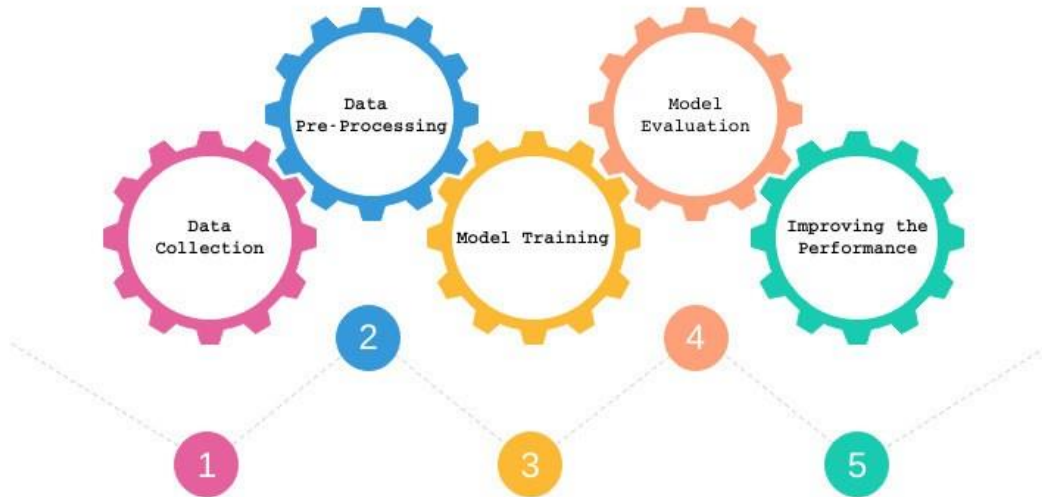 Data
Collection
Data
Pre-Processing
Model Training
Model
Evaluation
Improving the
Performance
1
2
3
4
5